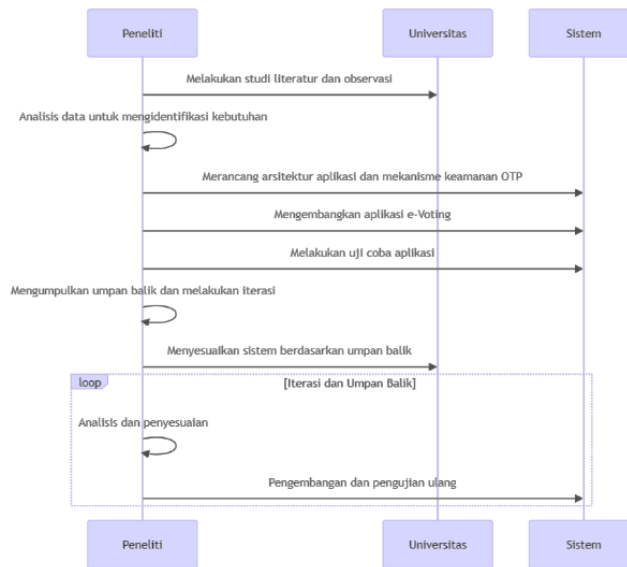 Peneliti
Universitas
Sistem
Melakukan studi literatur dan observasi
Analisis data untuk mengidentifikasi kebutuhan
Merancang arsitektur aplikasi dan mekanisme keamanan OTP
Mengembangkan aplikasi e-Voting
Melakukan uji coba aplikasi
Mengumpulkan umpan balik dan melakukan iterasi
Menyesuaikan sistem berdasarkan umpan balik
loop
[Iterasi dan Umpan Balik]
Analisis dan penyesuaian
Pengembangan dan pengujian ulang
Peneliti
Universitas
Sistem